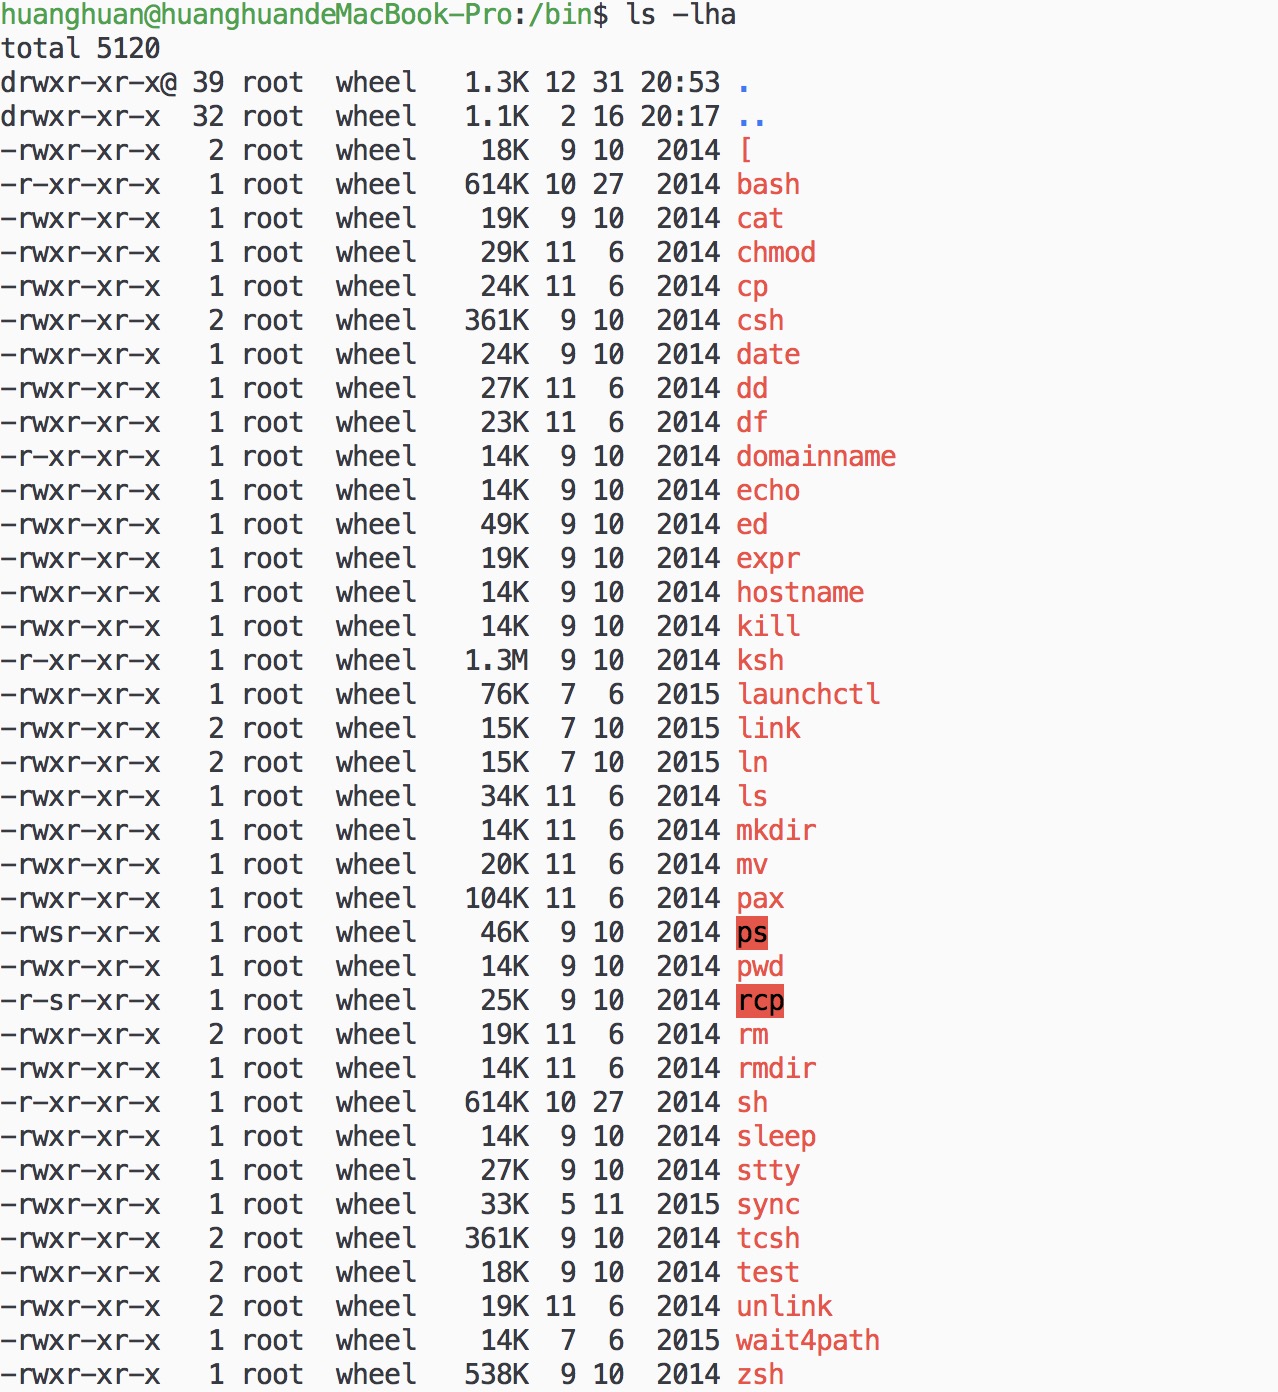 huanghuan@huanghuandeMacBook-Pro:/bin$ ls -lha
total 5120
drwxr-xr-x@ 39 root  wheel   1.3K 12 31 20:53 .
drwxr-xr-x  32 root  wheel   1.1K  2 16 20:17 ..
-rwxr-xr-x   2 root  wheel    18K  9 10  2014 [
-r-xr-xr-x   1 root  wheel   614K 10 27  2014 bash
-rwxr-xr-x   1 root  wheel    19K  9 10  2014 cat
-rwxr-xr-x   1 root  wheel    29K 11  6  2014 chmod
-rwxr-xr-x   1 root  wheel    24K 11  6  2014 cp
-rwxr-xr-x   2 root  wheel   361K  9 10  2014 csh
-rwxr-xr-x   1 root  wheel    24K  9 10  2014 date
-rwxr-xr-x   1 root  wheel    27K 11  6  2014 dd
-rwxr-xr-x   1 root  wheel    23K 11  6  2014 df
-r-xr-xr-x   1 root  wheel    14K  9 10  2014 domainname
-rwxr-xr-x   1 root  wheel    14K  9 10  2014 echo
-rwxr-xr-x   1 root  wheel    49K  9 10  2014 ed
-rwxr-xr-x   1 root  wheel    19K  9 10  2014 expr
-rwxr-xr-x   1 root  wheel    14K  9 10  2014 hostname
-rwxr-xr-x   1 root  wheel    14K  9 10  2014 kill
-r-xr-xr-x   1 root  wheel   1.3M  9 10  2014 ksh
-rwxr-xr-x   1 root  wheel    76K  7  6  2015 launchctl
-rwxr-xr-x   2 root  wheel    15K  7 10  2015 link
-rwxr-xr-x   2 root  wheel    15K  7 10  2015 ln
-rwxr-xr-x   1 root  wheel    34K 11  6  2014 ls
-rwxr-xr-x   1 root  wheel    14K 11  6  2014 mkdir
-rwxr-xr-x   1 root  wheel    20K 11  6  2014 mv
-rwxr-xr-x   1 root  wheel   104K 11  6  2014 pax
-rwsr-xr-x   1 root  wheel    46K  9 10  2014 ps
-rwxr-xr-x   1 root  wheel    14K  9 10  2014 pwd
-r-sr-xr-x   1 root  wheel    25K  9 10  2014 rcp
-rwxr-xr-x   2 root  wheel    19K 11  6  2014 rm
-rwxr-xr-x   1 root  wheel    14K 11  6  2014 rmdir
-r-xr-xr-x   1 root  wheel   614K 10 27  2014 sh
-rwxr-xr-x   1 root  wheel    14K  9 10  2014 sleep
-rwxr-xr-x   1 root  wheel    27K  9 10  2014 stty
-rwxr-xr-x   1 root  wheel    33K  5 11  2015 sync
-rwxr-xr-x   2 root  wheel   361K  9 10  2014 tcsh
-rwxr-xr-x   2 root  wheel    18K  9 10  2014 test
-rwxr-xr-x   2 root  wheel    19K 11  6  2014 unlink
-rwxr-xr-x   1 root  wheel    14K  7  6  2015 wait4path
-rwxr-xr-x   1 root  wheel   538K  9 10  2014 zsh